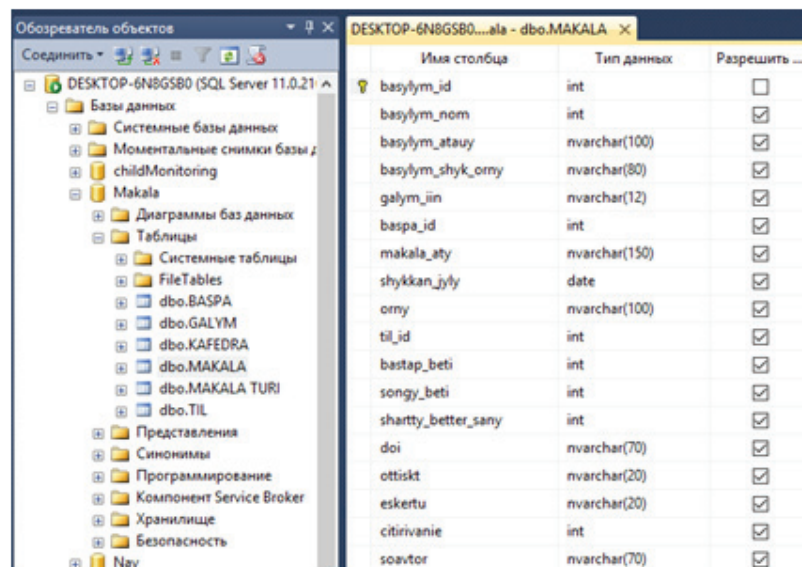 Обозреватель объектов
Соединить
DESKTOP-6N8GSB0 (SQL Server 11.0.21
Базы данных
Системные базы данных
Моментальные снимки базы д
childMonitoring
Makala
Диаграммы баз данных
Таблицы
Системные таблицы
FileTables
dbo.BASPA
dbo.GALYM
dbo.KAFEDRA
dbo.MAKALA
dbo.MAKALA TURI
dbo.TIL
Представления
Синонимы
Программирование
Компонент Service Broker
Хранилище
Безопасность
Nav
DESKTOP-6N8GSB0....ala - dbo.MAKALA
Имя столбца Тип данных Разрешить ...
basylym_id int
basylym_nom int
basylym_atauy nvarchar(100)
basylym_shyk_orny nvarchar(80)
galym_iin nvarchar(12)
baspa_id int
makala_aty nvarchar(150)
shykkan_jyly date
orny nvarchar(100)
til_id int
bastap_beti int
songy_beti int
shartty_better_sany int
doi nvarchar(70)
ottiskt nvarchar(20)
eskertu nvarchar(20)
citirivanie int
soavtor nvarchar(70)